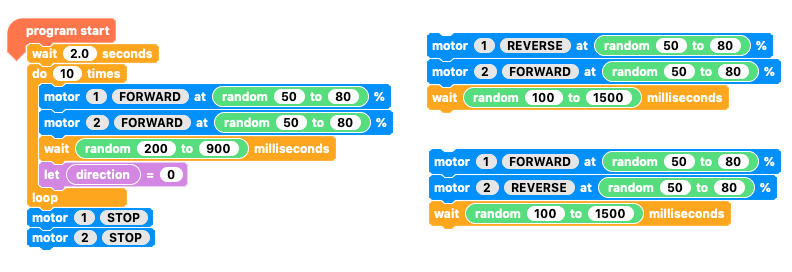 program start
wait 2.0 seconds
do 10 times
motor 1 FORWARD at random 50 to 80 %
motor 2 FORWARD at random 50 to 80 %
wait random 200 to 900 milliseconds
let direction = 0
loop
motor 1 STOP
motor 2 STOP
motor 1 REVERSE at random 50 to 80 %
motor 2 FORWARD at random 50 to 80 %
wait random 100 to 1500 milliseconds
motor 1 FORWARD at random 50 to 80 %
motor 2 REVERSE at random 50 to 80 %
wait random 100 to 1500 milliseconds